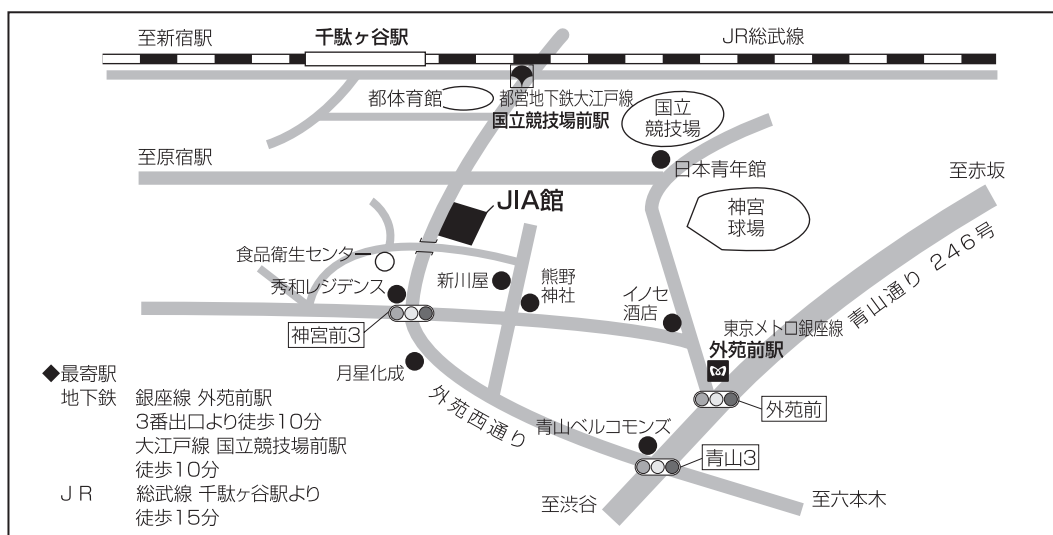 至新宿駅
千駄ヶ谷駅
JR総武線
都体育館
都営地下鉄大江戸線
国立競技場前駅
国立
競技場
至原宿駅
日本青年館
至赤坂
JIA館
神宮
球場
食品衛生センター
新川屋
熊野
神社
秀和レジデンス
イノセ
酒店
青山通り 246号
神宮前3
東京メトロ銀座線
外苑前駅
月星化成
外苑西通り
外苑前
青山ベルコモンズ
青山3
至渋谷
至六本木
◆最寄駅
地下鉄 銀座線 外苑前駅
3番出口より徒歩10分
大江戸線 国立競技場前駅
徒歩10分
J R 総武線 千駄ヶ谷駅より
徒歩15分